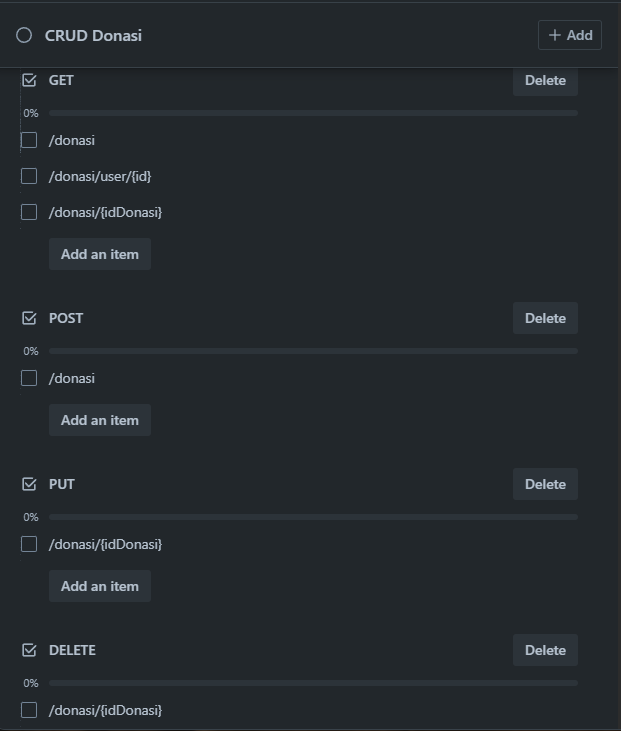 CRUD Donasi
+ Add
GET
Delete
0%
/donasi
/donasi/user/{id}
/donasi/{idDonasi}
Add an item
POST
Delete
0%
/donasi
Add an item
PUT
Delete
0%
/donasi/{idDonasi}
Add an item
DELETE
Delete
0%
/donasi/{idDonasi}